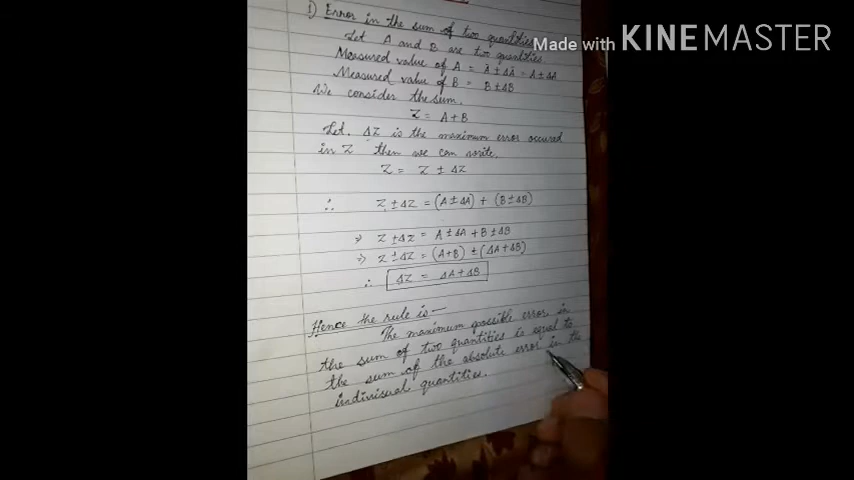 1) Error in the sum of two quantities
Let A and B are two quantities.
Measured value of A = A ± ΔA = A ± ΔA
Measured value of B = B ± ΔB
We consider the sum.
Z = A + B
Let. ΔZ is the maximum error occured
in Z then we can write.
Z = Z ± ΔZ
∴ Z ± ΔZ = (A ± ΔA) + (B ± ΔB)
⇒ Z ± ΔZ = A ± ΔA + B ± ΔB
⇒ Z ± ΔZ = (A+B) ± (ΔA + ΔB)
∴ ΔZ = ΔA + ΔB
Hence the rule is —
The maximum possible error in
the sum of two quantities is equal to
the sum of the absolute error in the
indivisual quantities.
Made with KINEMASTER